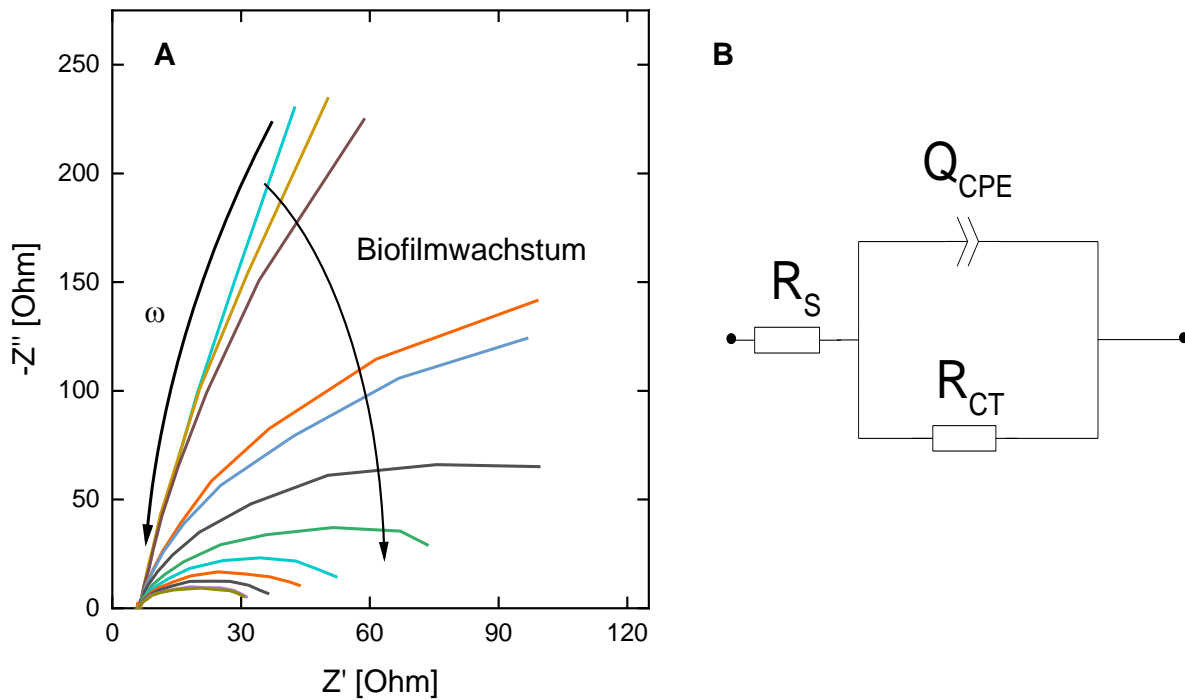 A
B
250
200
150
100
50
0
-Z'' [Ohm]
ω
Biofilmwachstum
0
30
60
90
120
Z' [Ohm]
Q_CPE
R_S
R_CT